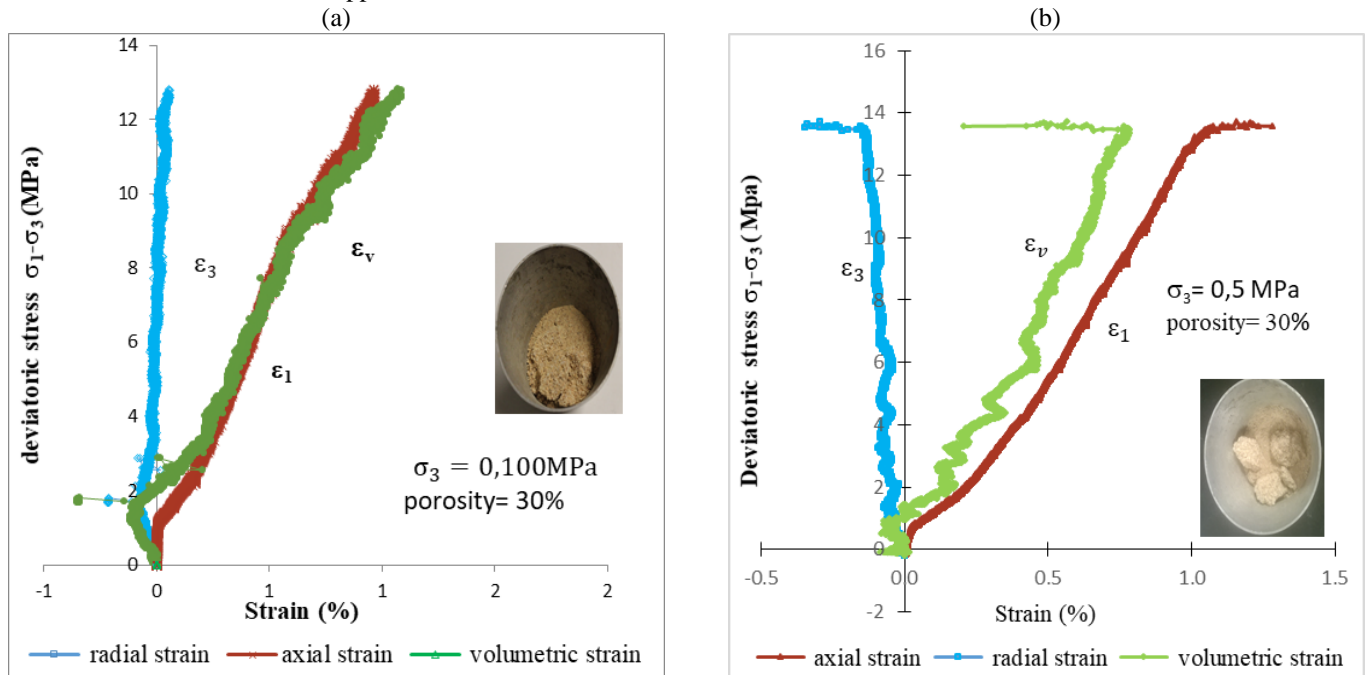 (a)
14
12
10
8
6
4
2
0
-1
0
1
1
2
2
deviatoric stress σ₁-σ₃ (MPa)
Strain (%)
ε₃
ε₁
εᵥ
σ₃ = 0,100MPa
porosity= 30%
radial strain
axial strain
volumetric strain
(b)
16
14
12
10
8
6
4
2
0
-2
-0.5
0.0
0.5
1.0
1.5
Deviatoric stress σ₁-σ₃ (Mpa)
Strain (%)
ε₃
εᵥ
ε₁
σ₃= 0,5 MPa
porosity= 30%
axial strain
radial strain
volumetric strain